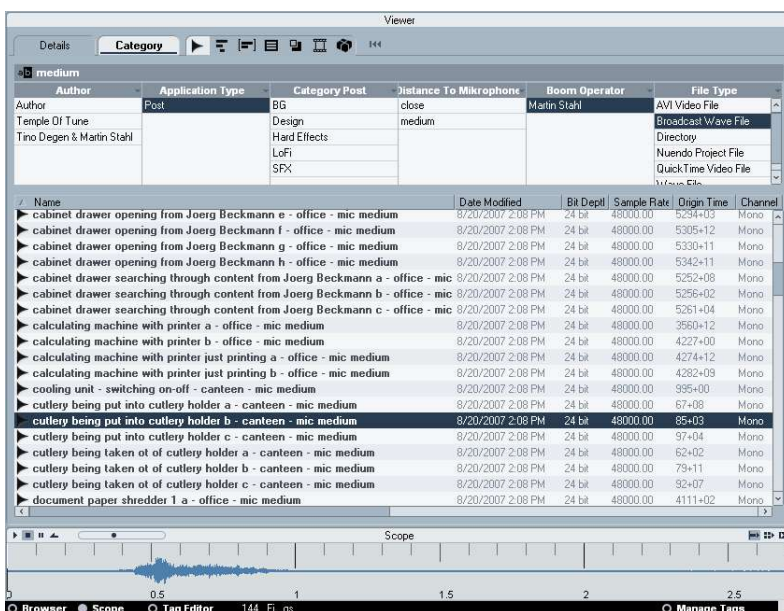 Viewer
Details Category
medium
Author Application Type Category Post Distance To Mikrophone Boom Operator File Type
Author Post BG close Martin Stahl AVI Video File
Temple Of Tune Design medium Broadcast Wave File
Tino Degen & Martin Stahl Hard Effects Directory
LoFi Nuendo Project File
SFX QuickTime Video File
Wave File
Name Date Modified Bit Depth Sample Rate Origin Time Channel
cabinet drawer opening from Joerg Beckmann e - office - mic medium 8/20/2007 2:08 PM 24 bit 48000.00 5294+03 Mono
cabinet drawer opening from Joerg Beckmann f - office - mic medium 8/20/2007 2:08 PM 24 bit 48000.00 5305+12 Mono
cabinet drawer opening from Joerg Beckmann g - office - mic medium 8/20/2007 2:08 PM 24 bit 48000.00 5330+11 Mono
cabinet drawer opening from Joerg Beckmann h - office - mic medium 8/20/2007 2:08 PM 24 bit 48000.00 5342+11 Mono
cabinet drawer searching through content from Joerg Beckmann a - office - mic 8/20/2007 2:08 PM 24 bit 48000.00 5252+08 Mono
cabinet drawer searching through content from Joerg Beckmann b - office - mic 8/20/2007 2:08 PM 24 bit 48000.00 5256+02 Mono
cabinet drawer searching through content from Joerg Beckmann c - office - mic 8/20/2007 2:08 PM 24 bit 48000.00 5261+04 Mono
calculating machine with printer a - office - mic medium 8/20/2007 2:08 PM 24 bit 48000.00 3560+12 Mono
calculating machine with printer b - office - mic medium 8/20/2007 2:08 PM 24 bit 48000.00 4227+00 Mono
calculating machine with printer just printing a - office - mic medium 8/20/2007 2:08 PM 24 bit 48000.00 4274+12 Mono
calculating machine with printer just printing b - office - mic medium 8/20/2007 2:08 PM 24 bit 48000.00 4282+09 Mono
cooling unit - switching on-off - canteen - mic medium 8/20/2007 2:08 PM 24 bit 48000.00 995+00 Mono
cutlery being put into cutlery holder a - canteen - mic medium 8/20/2007 2:08 PM 24 bit 48000.00 67+08 Mono
cutlery being put into cutlery holder b - canteen - mic medium 8/20/2007 2:08 PM 24 bit 48000.00 85+03 Mono
cutlery being put into cutlery holder c - canteen - mic medium 8/20/2007 2:08 PM 24 bit 48000.00 97+04 Mono
cutlery being taken ot of cutlery holder a - canteen - mic medium 8/20/2007 2:08 PM 24 bit 48000.00 62+02 Mono
cutlery being taken ot of cutlery holder b - canteen - mic medium 8/20/2007 2:08 PM 24 bit 48000.00 79+11 Mono
cutlery being taken ot of cutlery holder c - canteen - mic medium 8/20/2007 2:08 PM 24 bit 48000.00 92+07 Mono
document paper shredder 1 a - office - mic medium 8/20/2007 2:08 PM 24 bit 48000.00 4111+02 Mono
Scope
0 0.5 1 1.5 2 2.5
Browser Scope Tag Editor 144 Manage Tags